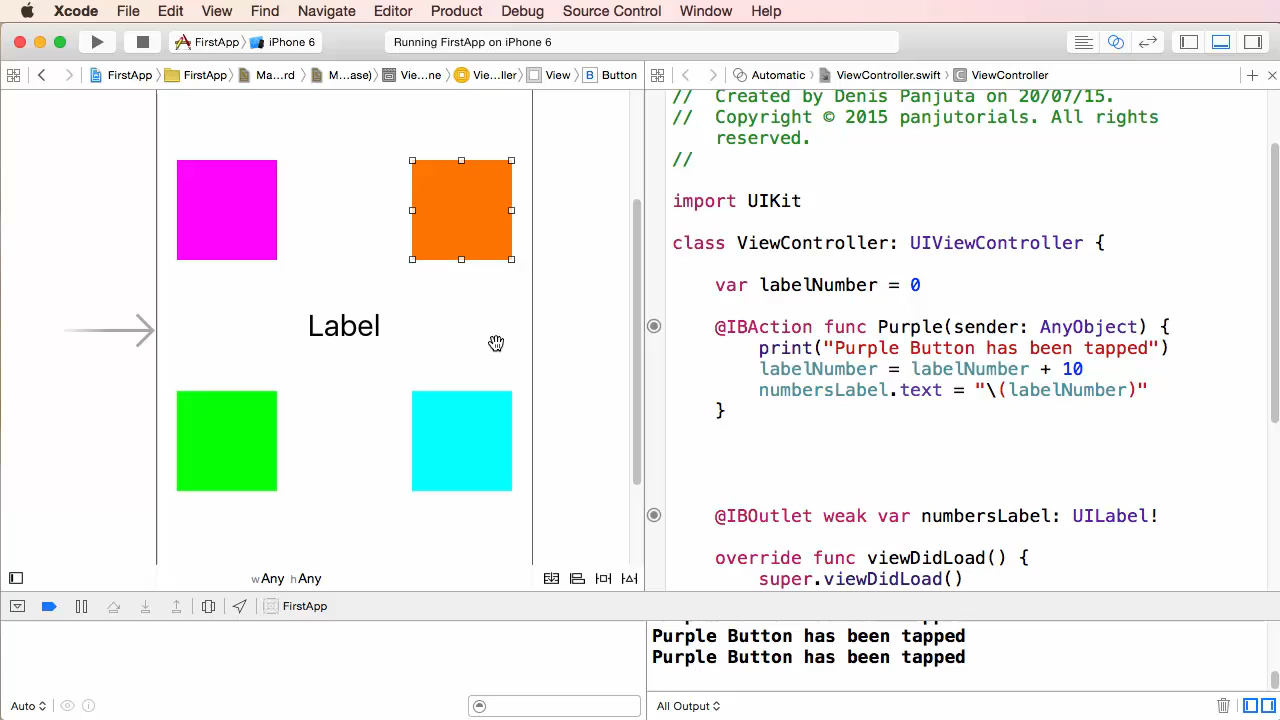 Xcode File Edit View Find Navigate Editor Product Debug Source Control Window Help
FirstApp iPhone 6
Running FirstApp on iPhone 6
FirstApp FirstApp Ma...rd M...ase) Vie...ne Vie...ller View B Button
Automatic ViewController.swift C ViewController
// Created by Denis Panjuta on 20/07/15.
// Copyright © 2015 panjutorials. All rights
reserved.
//
import UIKit
class ViewController: UIViewController {
var labelNumber = 0
@IBAction func Purple(sender: AnyObject) {
print("Purple Button has been tapped")
labelNumber = labelNumber + 10
numbersLabel.text = "\(labelNumber)"
}
@IBOutlet weak var numbersLabel: UILabel!
override func viewDidLoad() {
super.viewDidLoad()
Label
wAny hAny
FirstApp
Purple Button has been tapped
Purple Button has been tapped
Auto
All Output